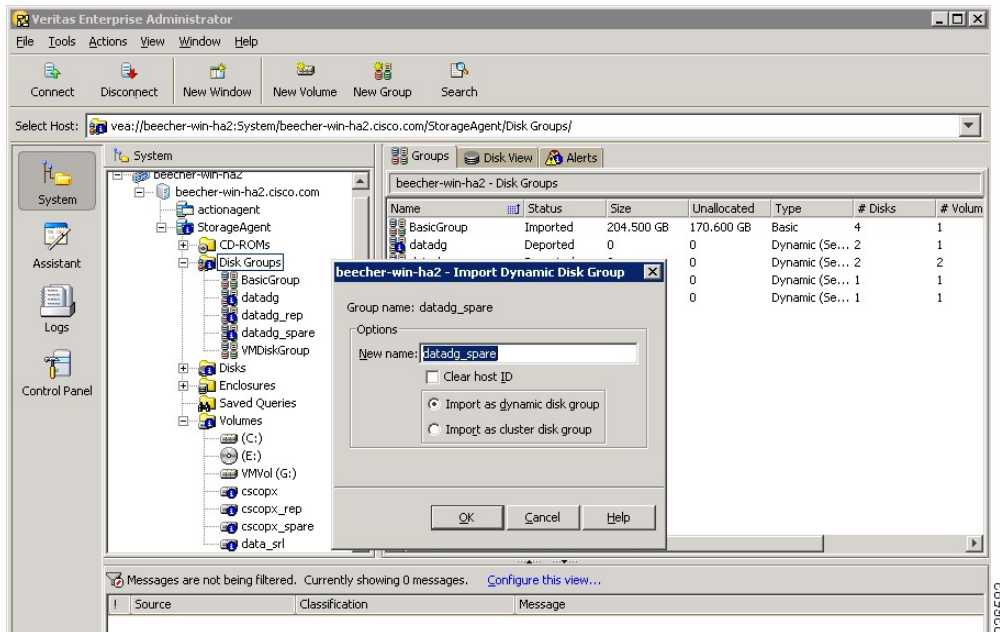 Veritas Enterprise Administrator
File Tools Actions View Window Help
Connect Disconnect New Window New Volume New Group Search
Select Host: vea://beecher-win-ha2:System/beecher-win-ha2.cisco.com/StorageAgent/Disk Groups/
System
Assistant
Logs
Control Panel
System
beecher-win-ha2
beecher-win-ha2.cisco.com
actionagent
StorageAgent
CD-ROMs
Disk Groups
BasicGroup
datadg
datadg_rep
datadg_spare
VMDiskGroup
Disks
Enclosures
Saved Queries
Volumes
(C:)
(E:)
VMVol (G:)
cscopx
cscopx_rep
cscopx_spare
data_srl
Groups Disk View Alerts
beecher-win-ha2 - Disk Groups
Name Status Size Unallocated Type # Disks # Volum
BasicGroup Imported 204.500 GB 170.600 GB Basic 4 1
datadg Deported 0 0 Dynamic (Se... 2 1
0 Dynamic (Se... 2 2
0 Dynamic (Se... 1 1
0 Dynamic (Se... 1 1
beecher-win-ha2 - Import Dynamic Disk Group
Group name: datadg_spare
Options
New name: datadg_spare
Clear host ID
Import as dynamic disk group
Import as cluster disk group
OK Cancel Help
Messages are not being filtered. Currently showing 0 messages. Configure this view...
! Source Classification Message